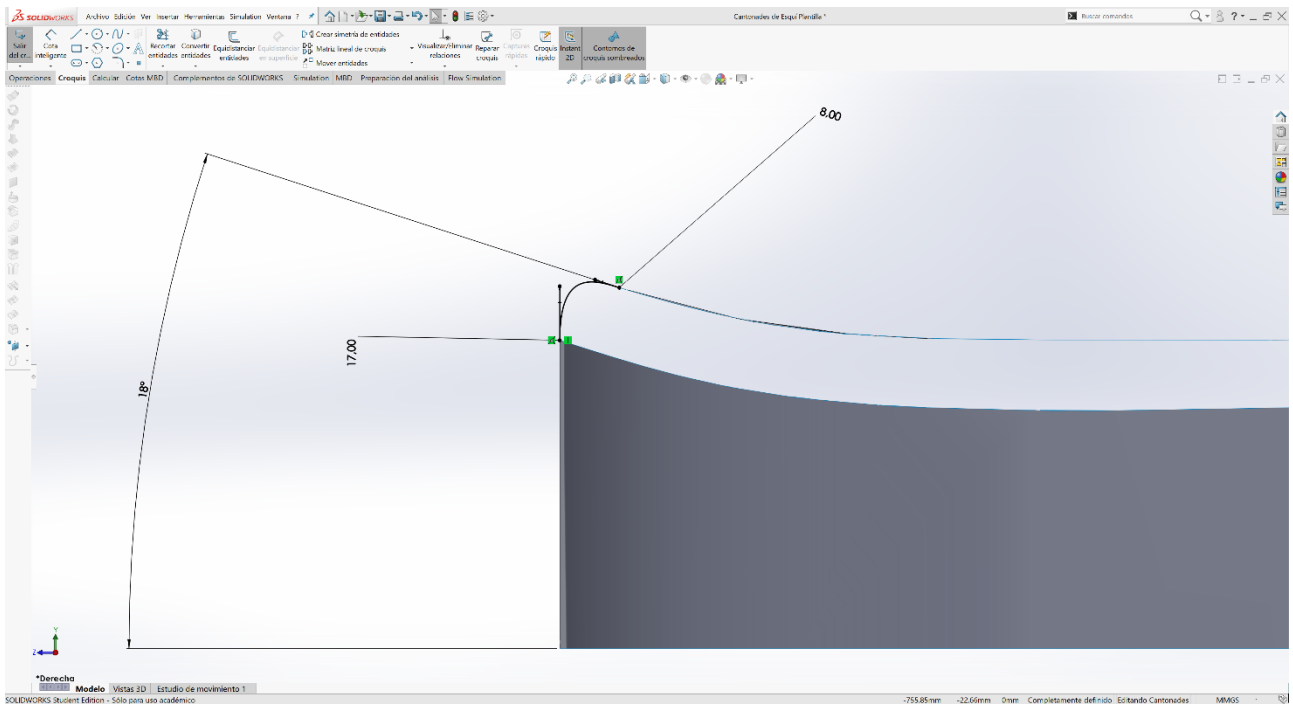 SOLIDWORKS Archivo Edición Ver Insertar Herramientas Simulation Ventana ? Cantonades de Esquí Plantilla * Buscar comandos
Salir del cr... Cota inteligente Recortar entidades Convertir entidades Equidistanciar entidades Equidistanciar en superficie Crear simetría de entidades Matriz lineal de croquis Mover entidades Visualizar/Eliminar relaciones Reparar croquis Capturas rápidas Croquis rápido Instant 2D Contornos de croquis sombreados
Operaciones Croquis Calcular Cotas MBD Complementos de SOLIDWORKS Simulation MBD Preparación del análisis Flow Simulation
8,00
17,00
18°
Y
Z
*Derecha
Modelo Vistas 3D Estudio de movimiento 1
SOLIDWORKS Student Edition - Sólo para uso académico -755.85mm -22.66mm 0mm Completamente definido Editando Cantonades MMGS